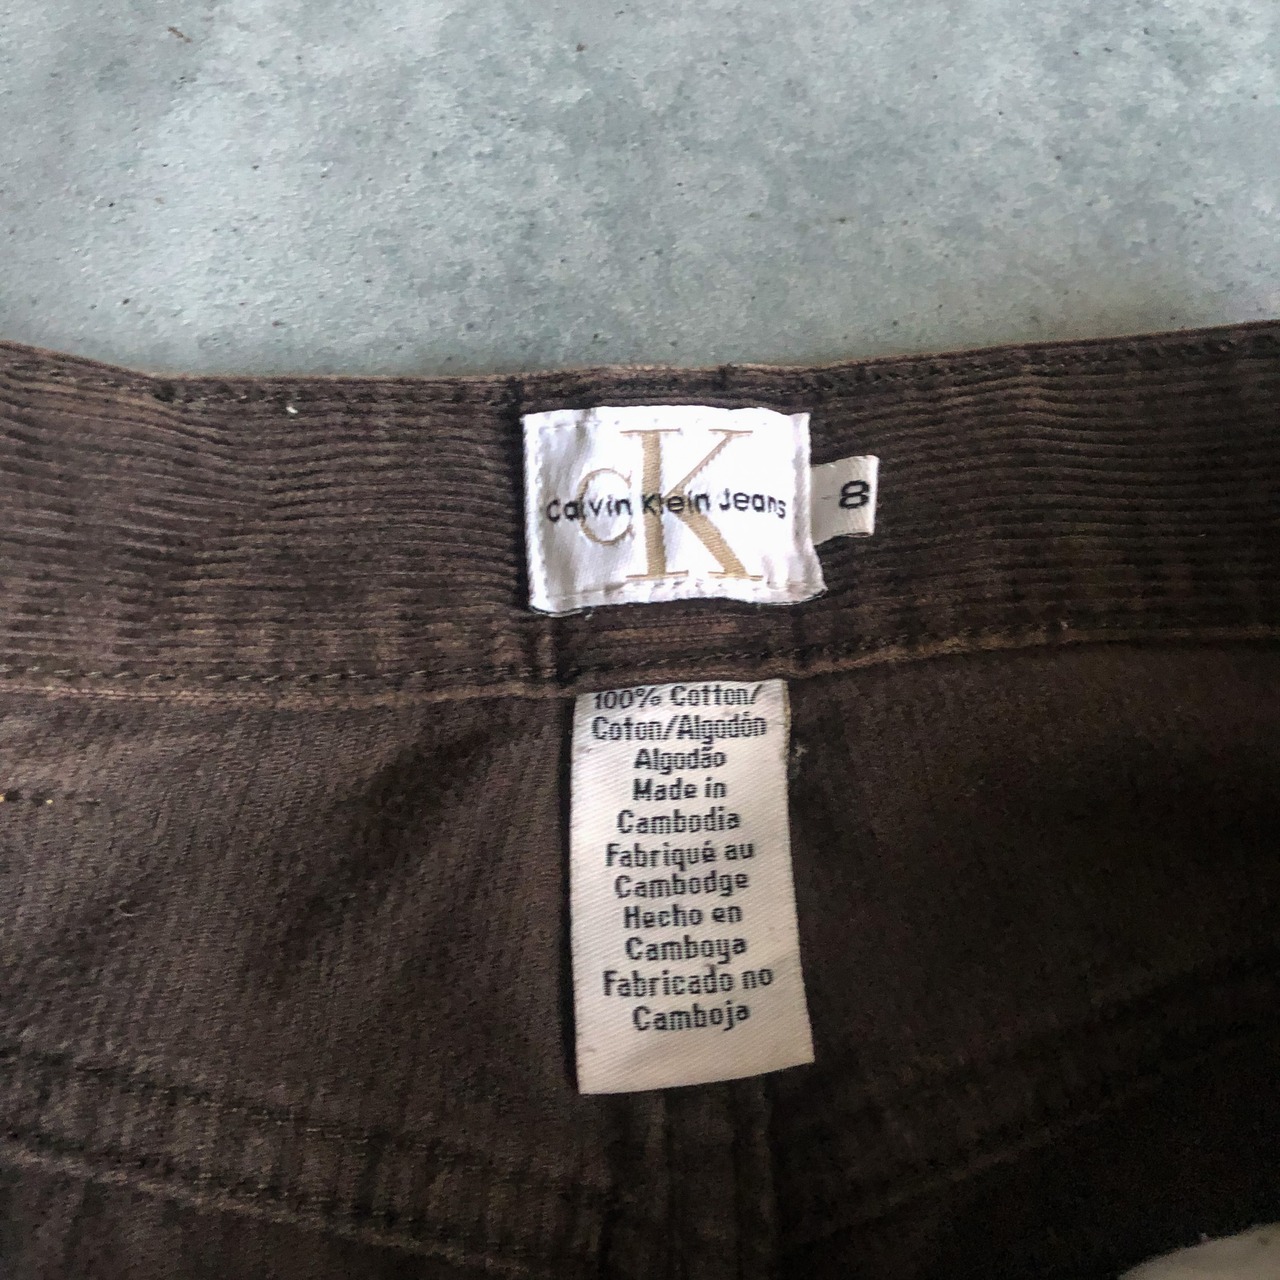 CK
Calvin Klein Jeans
8
100% Cotton/
Coton/Algodón
Algodão
Made in
Cambodia
Fabriqué au
Cambodge
Hecho en
Camboya
Fabricado no
Camboja